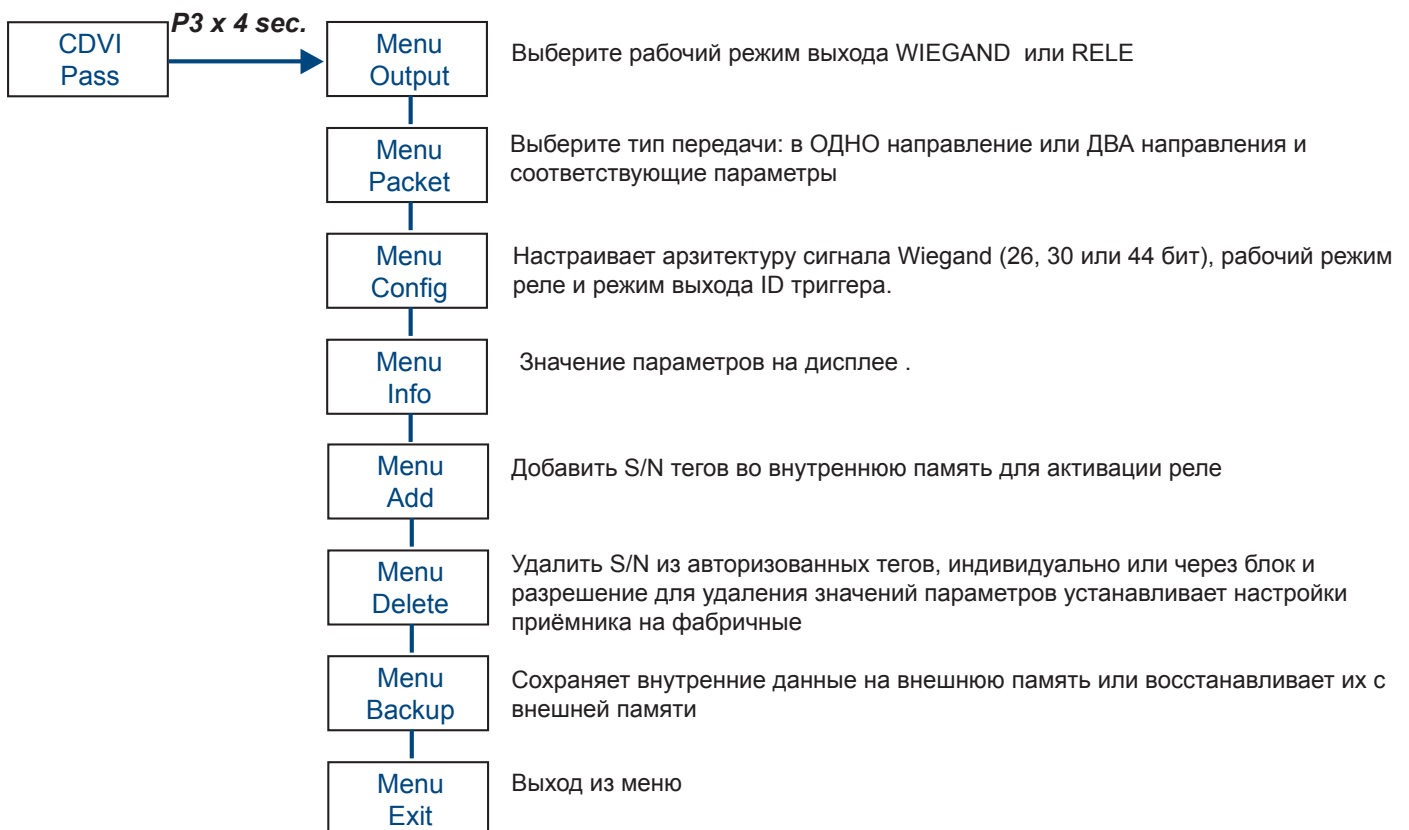 P3 x 4 sec.
CDVI
Pass
Menu
Output
Выберите рабочий режим выхода WIEGAND или RELE
Menu
Packet
Выберите тип передачи: в ОДНО направление или ДВА направления и
соответствующие параметры
Menu
Config
Настраивает арзитектуру сигнала Wiegand (26, 30 или 44 бит), рабочий режим
реле и режим выхода ID триггера.
Menu
Info
Значение параметров на дисплее .
Menu
Add
Добавить S/N тегов во внутреннюю память для активации реле
Menu
Delete
Удалить S/N из авторизованных тегов, индивидуально или через блок и
разрешение для удаления значений параметров устанавливает настройки
приёмника на фабричные
Menu
Backup
Сохраняет внутренние данные на внешнюю память или восстанавливает их с
внешней памяти
Menu
Exit
Выход из меню